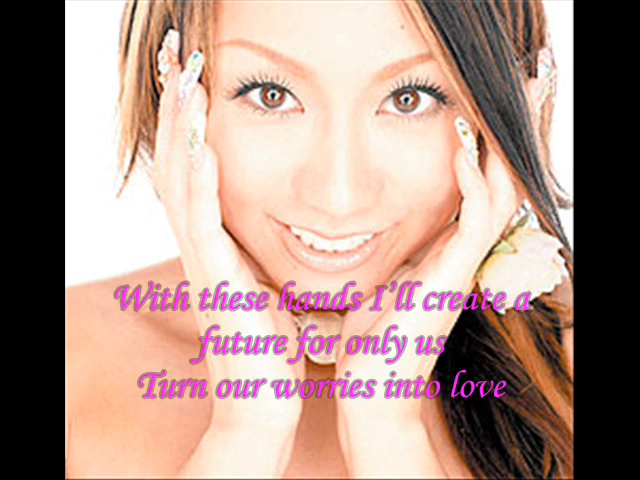 With these hands I'll create a
future for only us
Turn our worries into love